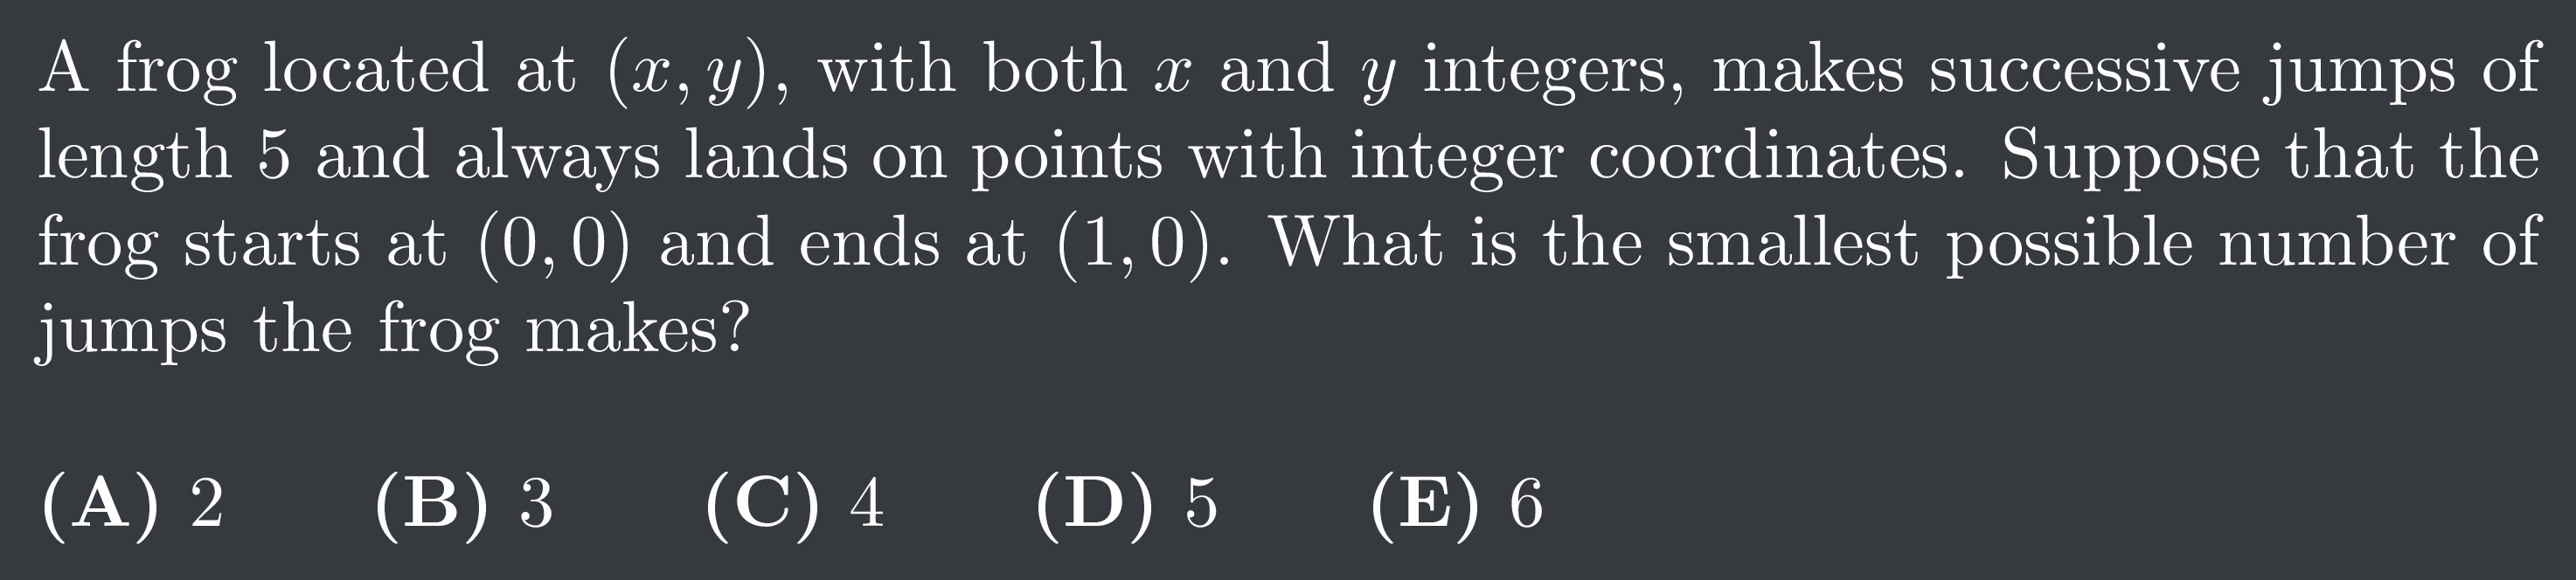 A frog located at (x, y), with both x and y integers, makes successive jumps of
length 5 and always lands on points with integer coordinates. Suppose that the
frog starts at (0, 0) and ends at (1, 0). What is the smallest possible number of
jumps the frog makes?
(A) 2 (B) 3 (C) 4 (D) 5 (E) 6